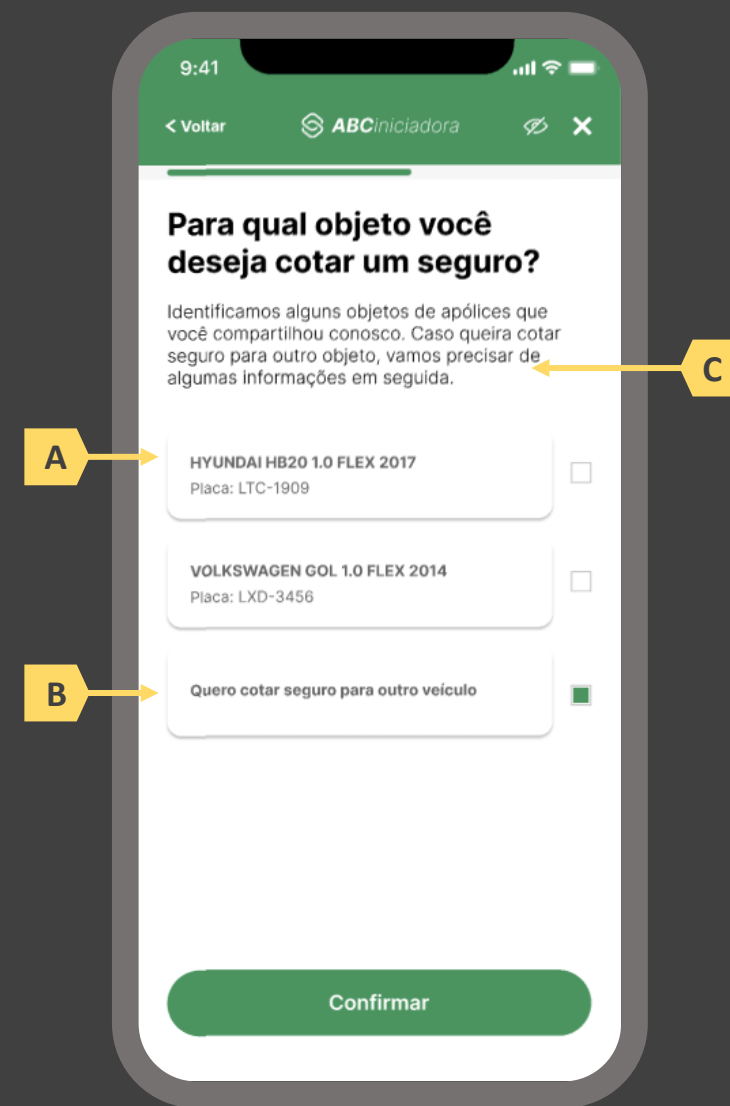 9:41
< Voltar
ABCiniciadora
Para qual objeto você
deseja cotar um seguro?
Identificamos alguns objetos de apólices que
você compartilhou conosco. Caso queira cotar
seguro para outro objeto, vamos precisar de
algumas informações em seguida.
C
A
HYUNDAI HB20 1.0 FLEX 2017
Placa: LTC-1909
VOLKSWAGEN GOL 1.0 FLEX 2014
Placa: LXD-3456
B
Quero cotar seguro para outro veículo
Confirmar